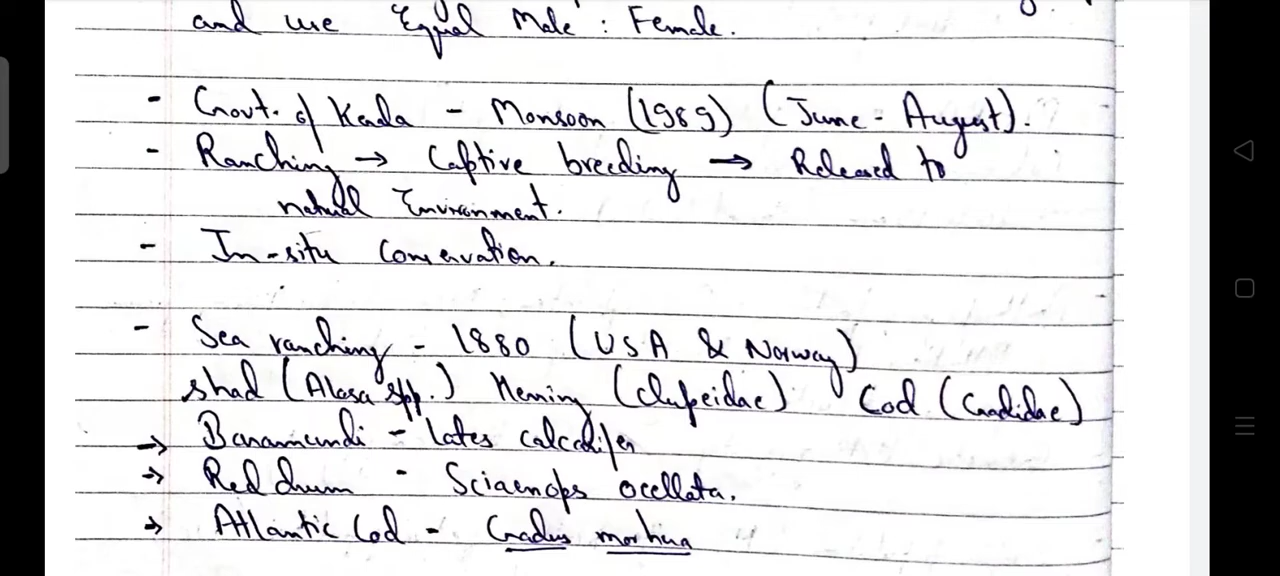 and use Equal Male : Female.
- Govt. of Kerala - Monsoon (1989) (June - August).
- Ranching → Captive breeding → Released to
natural Environment.
- In-situ Conservation.
- Sea ranching - 1880 (USA & Norway)
shad (Alosa spp.) Herring (Clupeidae) Cod (Gadidae)
→ Barramundi - Lates calcarifer
→ Red drum - Sciaenops ocellata.
→ Atlantic Cod - Gadus morhua